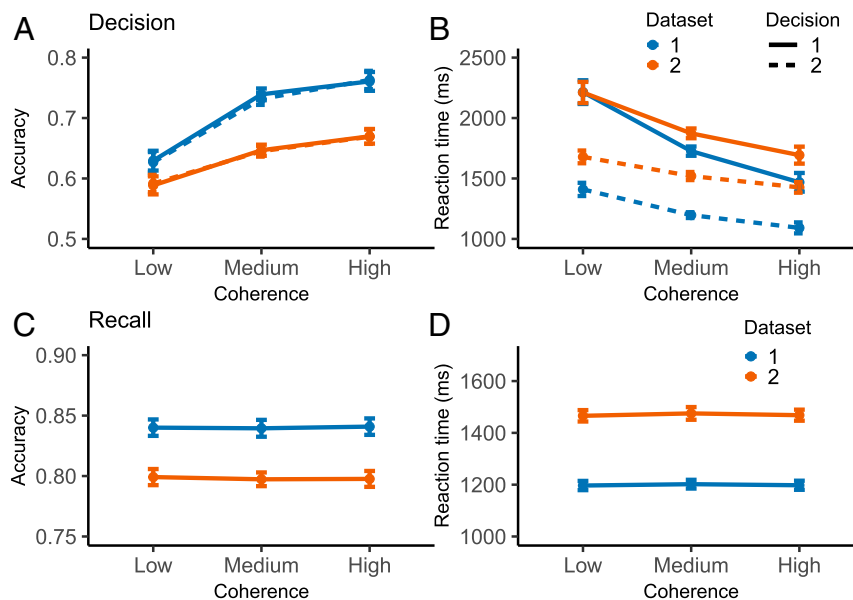 A Decision
Accuracy
0.8
0.7
0.6
0.5
Low Medium High
Coherence
B
Dataset
1
2
Decision
1
2
Reaction time (ms)
2500
2000
1500
1000
Low Medium High
Coherence
C Recall
Accuracy
0.90
0.85
0.80
0.75
Low Medium High
Coherence
D
Dataset
1
2
Reaction time (ms)
1600
1400
1200
1000
Low Medium High
Coherence